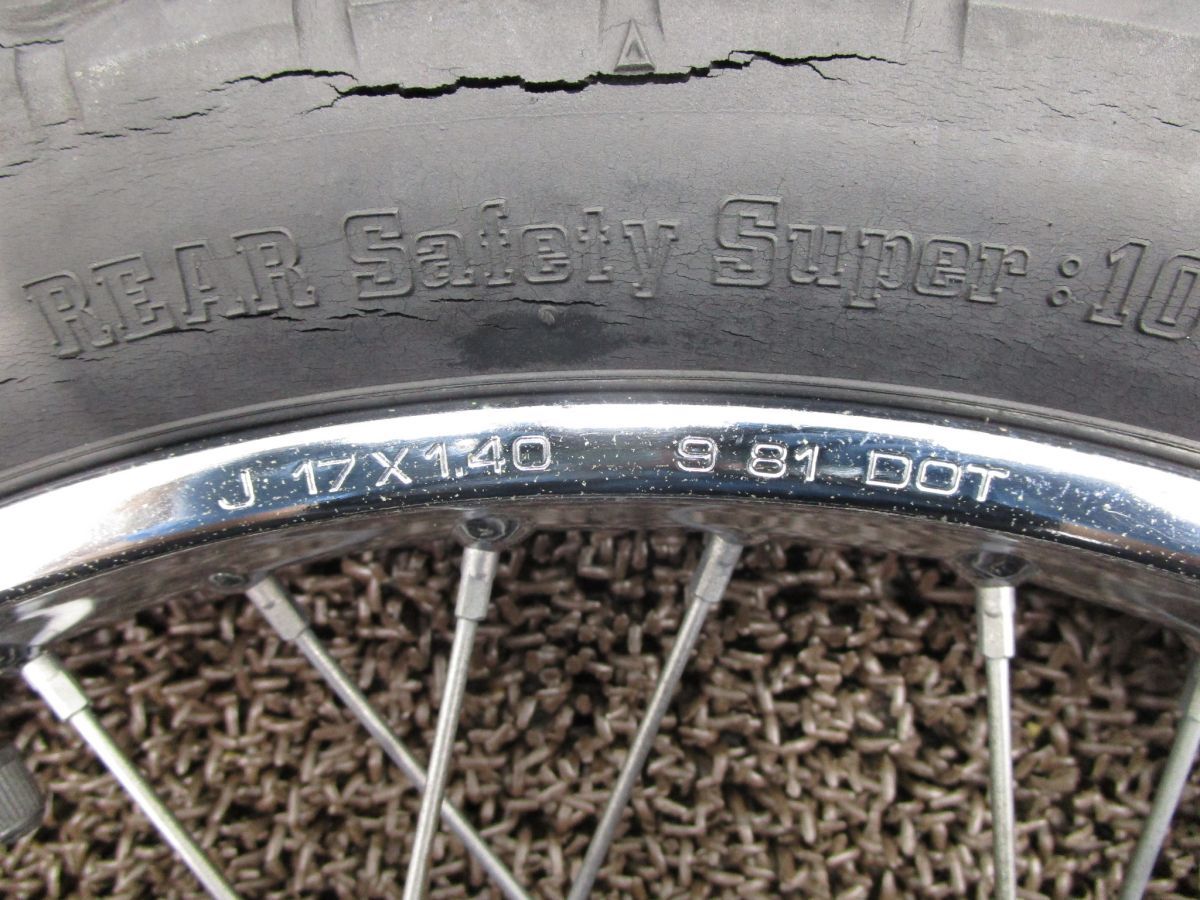 REAR Safety Super:10
J 17X1.40 9 81 DOT